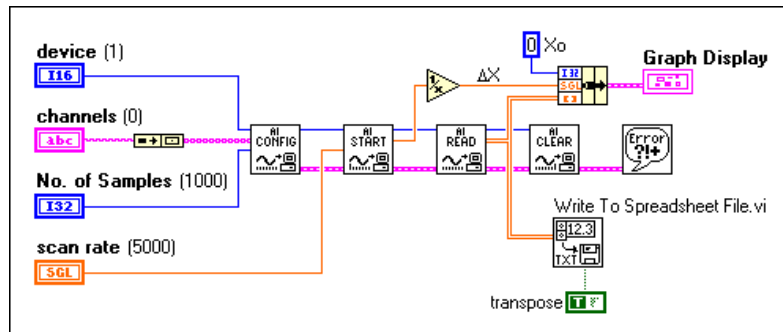 device (1)
I16
channels (0)
abc
No. of Samples (1000)
I32
scan rate (5000)
SGL
AI
CONFIG
AI
START
AI
READ
AI
CLEAR
Error
?!+
1/x
ΔX
0 Xo
I32
SGL
Graph Display
Write To Spreadsheet File.vi
12.3
TXT
transpose T F